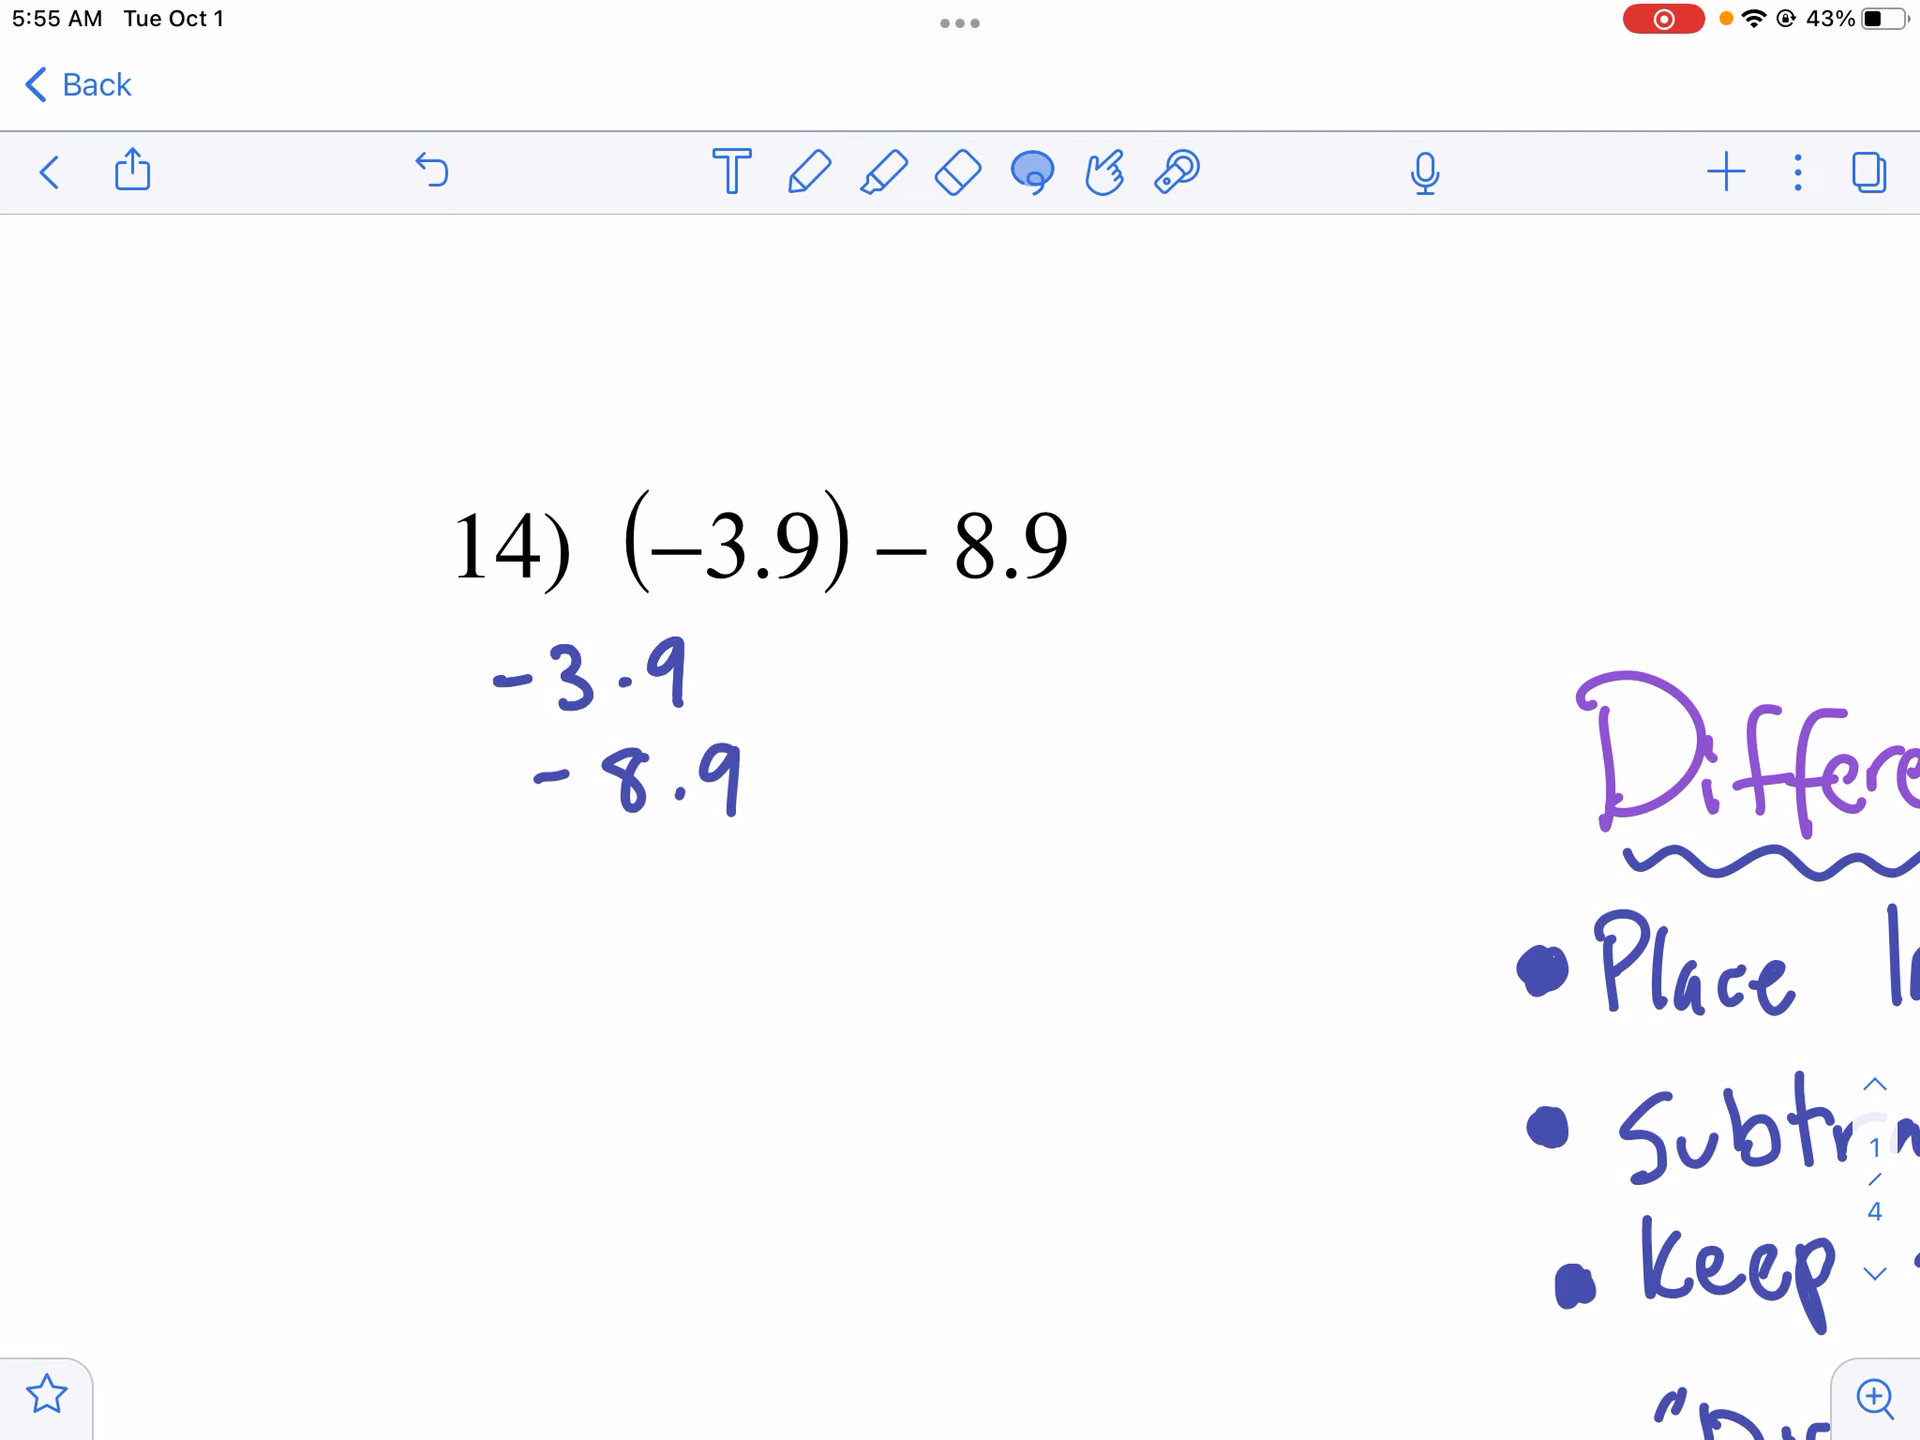 5:55 AM Tue Oct 1
43%
Back
14) (−3.9) − 8.9
-3.9
- 8.9
Place
Keep
1
/
4